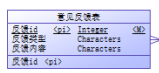 意见反馈表
反馈id <pi> Integer <M>
反馈类型 Characters
反馈内容 Characters
反馈id <pi>